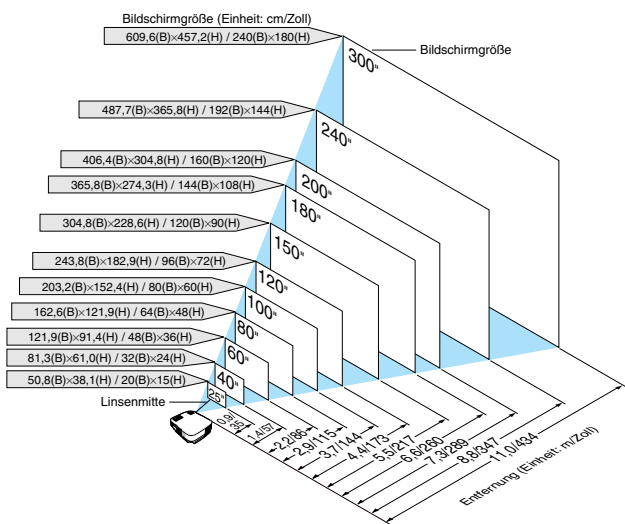 Bildschirmgröße (Einheit: cm/Zoll)
609,6(B)×457,2(H) / 240(B)×180(H)
Bildschirmgröße
300"
487,7(B)×365,8(H) / 192(B)×144(H)
240"
406,4(B)×304,8(H) / 160(B)×120(H)
200"
365,8(B)×274,3(H) / 144(B)×108(H)
180"
304,8(B)×228,6(H) / 120(B)×90(H)
150"
243,8(B)×182,9(H) / 96(B)×72(H)
120"
203,2(B)×152,4(H) / 80(B)×60(H)
100"
162,6(B)×121,9(H) / 64(B)×48(H)
80"
121,9(B)×91,4(H) / 48(B)×36(H)
60"
81,3(B)×61,0(H) / 32(B)×24(H)
40"
50,8(B)×38,1(H) / 20(B)×15(H)
25"
Linsenmitte
0,9/
35
1,4/57
2,2/86
2,9/115
3,7/144
4,4/173
5,5/217
6,6/260
7,3/289
8,8/347
11,0/434
Entfernung (Einheit: m/Zoll)